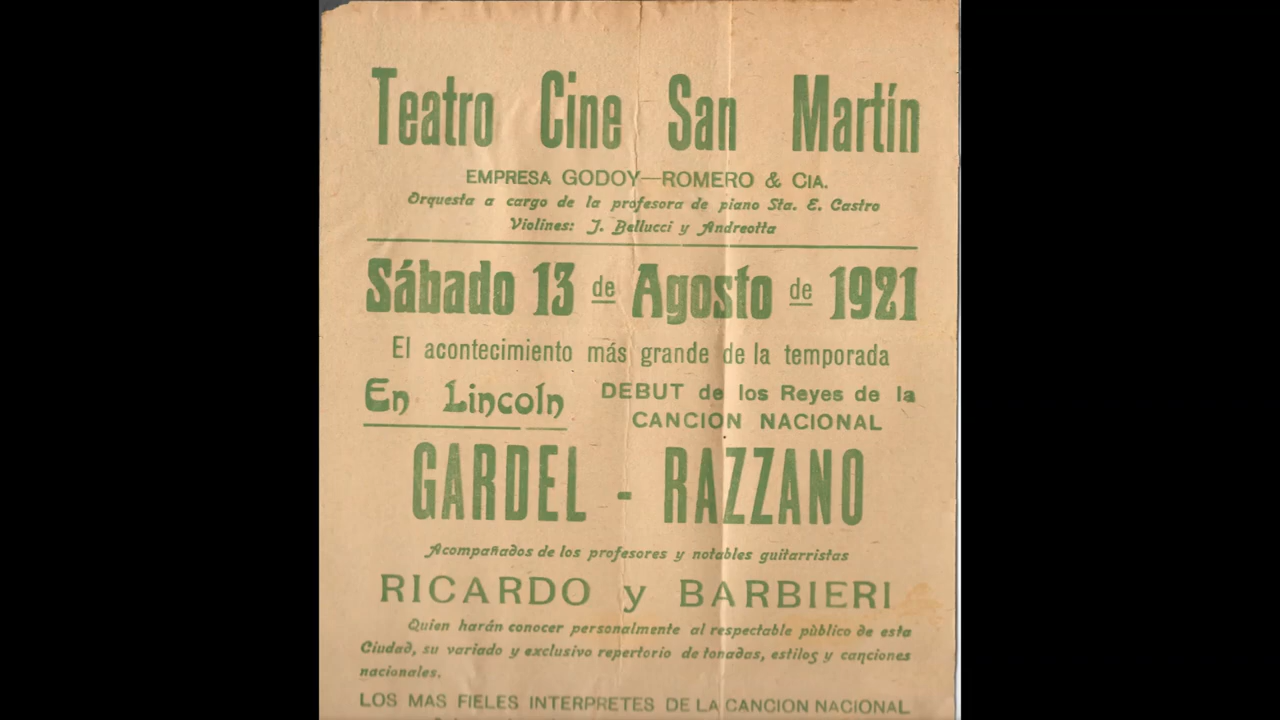 Teatro Cine San Martín
EMPRESA GODOY—ROMERO & CIA.
Orquesta a cargo de la profesora de piano Sta. E. Castro
Violines: J. Bellucci y Andreotta
Sábado 13 de Agosto de 1921
El acontecimiento más grande de la temporada
En Lincoln
DEBUT de los Reyes de la
CANCION NACIONAL
GARDEL - RAZZANO
Acompañados de los profesores y notables guitarristas
RICARDO y BARBIERI
Quien harán conocer personalmente al respectable pùblico de esta
Ciudad, su variado y exclusivo repertorio de tonadas, estilos y canciones
nacionales.
LOS MAS FIELES INTERPRETES DE LA CANCION NACIONAL